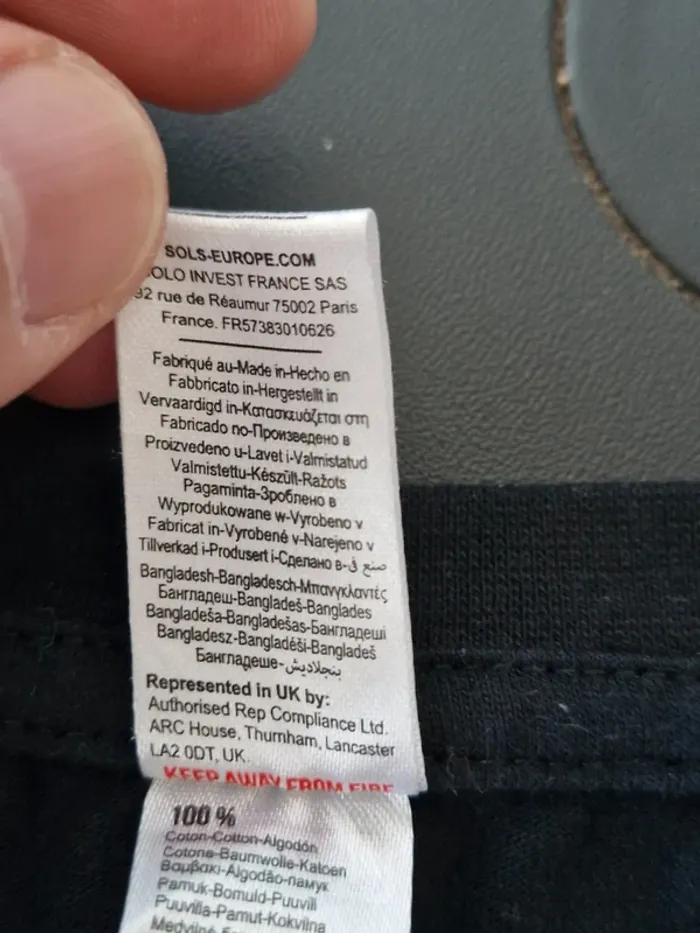 SOLS-EUROPE.COM
OLO INVEST FRANCE SAS
92 rue de Réaumur 75002 Paris
France. FR57383010626
Fabriqué au-Made in-Hecho en
Fabbricato in-Hergestellt in
Vervaardigd in-Κατασκευάζεται στη
Fabricado no-Произведено в
Proizvedeno u-Lavet i-Valmistatud
Valmistettu-Készült-Ražots
Pagaminta-Зроблено в
Wyprodukowane w-Vyrobeno v
Fabricat in-Vyrobené v-Narejeno v
Tillverkad i-Produsert i-Сделано в-صنع في
Bangladesh-Bangladesch-Μπανγκλαντές
Бангладеш-Bangladeš-Banglades
Bangladeša-Bangladešas-Бангладеші
Bangladesz-Bangladéši-Bangladeš
Бангладеше-بنجلاديش
Represented in UK by:
Authorised Rep Compliance Ltd.
ARC House, Thurnham, Lancaster
LA2 0DT, UK.
KEEP AWAY FROM FIRE
100 %
Coton-Cotton-Algodón
Cotone-Baumwolle-Katoen
Βαμβακι-Algodão-памук
Pamuk-Bomuld-Puuvill
Puuvilla-Pamut-Kokvilna
Medvilnė